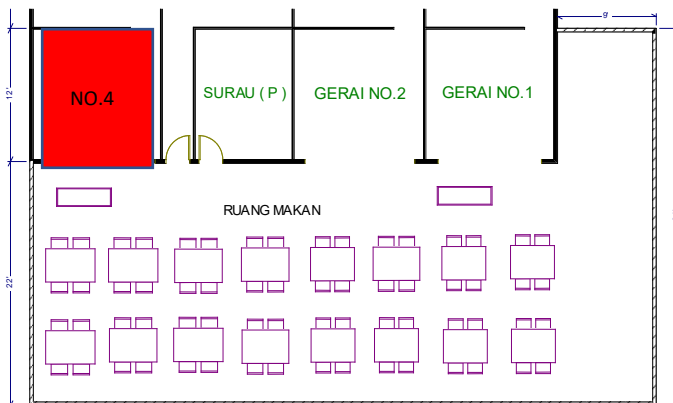 9'
12'
NO.4
SURAU ( P )
GERAI NO.2
GERAI NO.1
RUANG MAKAN
22'